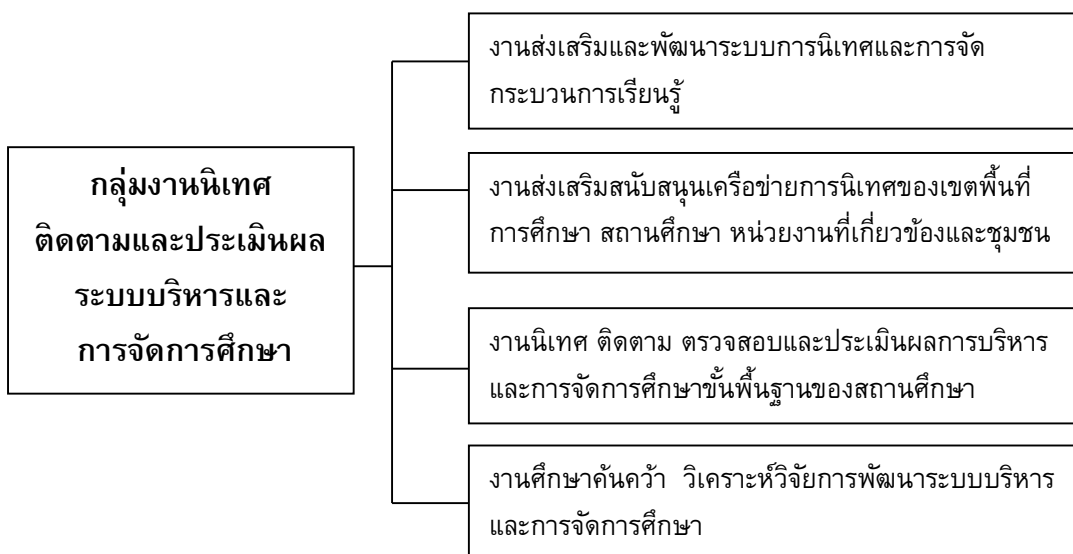 กลุ่มงานนิเทศ
ติดตามและประเมินผล
ระบบบริหารและ
การจัดการศึกษา
งานส่งเสริมและพัฒนาระบบการนิเทศและการจัด
กระบวนการเรียนรู้
งานส่งเสริมสนับสนุนเครือข่ายการนิเทศของเขตพื้นที่
การศึกษา สถานศึกษา หน่วยงานที่เกี่ยวข้องและชุมชน
งานนิเทศ ติดตาม ตรวจสอบและประเมินผลการบริหาร
และการจัดการศึกษาขั้นพื้นฐานของสถานศึกษา
งานศึกษาค้นคว้า วิเคราะห์วิจัยการพัฒนาระบบบริหาร
และการจัดการศึกษา